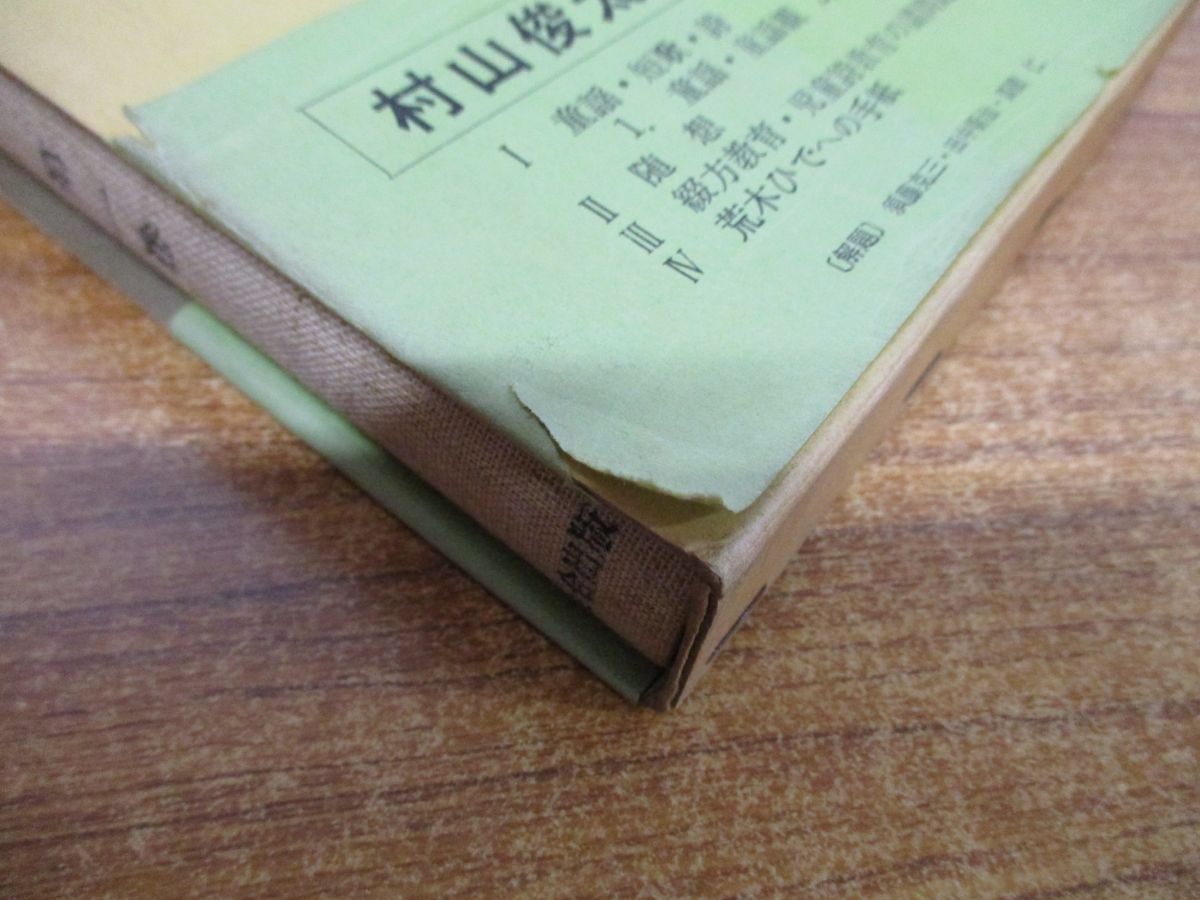 村山俊太
I 童謡・短歌・詩
1. 童謡・童謡
II 随想
III 綴方教育・児童詩教育の
IV 荒木ひでへの手紙
〔解題〕
出版